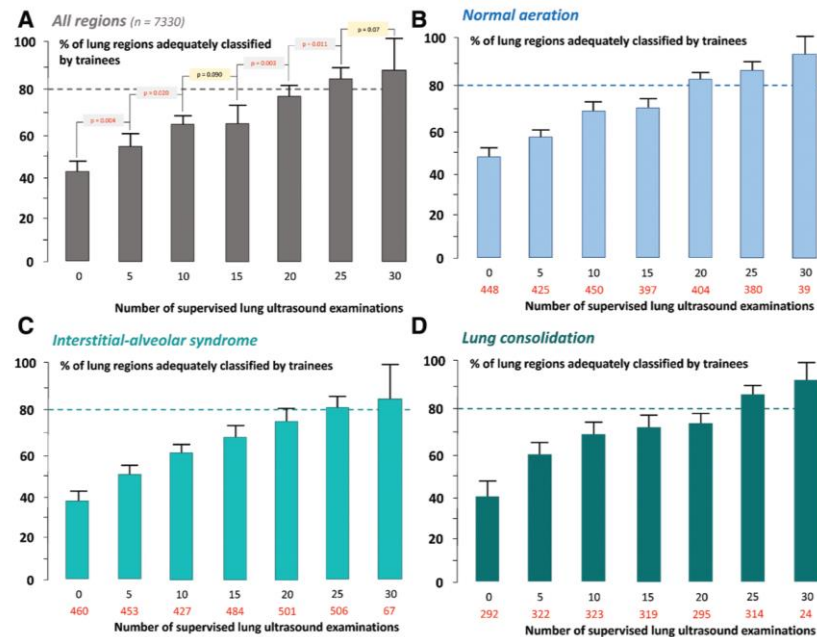 A
All regions (n = 7330)
% of lung regions adequately classified
by trainees
p = 0.004
p = 0.020
p = 0.090
p = 0.003
p = 0.011
p = 0.07
100
80
60
40
20
0
0 5 10 15 20 25 30
Number of supervised lung ultrasound examinations
B
Normal aeration
% of lung regions adequately classified by trainees
100
80
60
40
20
0
0 5 10 15 20 25 30
448 425 450 397 404 380 39
Number of supervised lung ultrasound examinations
C
Interstitial-alveolar syndrome
% of lung regions adequately classified by trainees
100
80
60
40
20
0
0 5 10 15 20 25 30
460 453 427 484 501 506 67
Number of supervised lung ultrasound examinations
D
Lung consolidation
% of lung regions adequately classified by trainees
100
80
60
40
20
0
0 5 10 15 20 25 30
292 322 323 319 295 314 24
Number of supervised lung ultrasound examinations